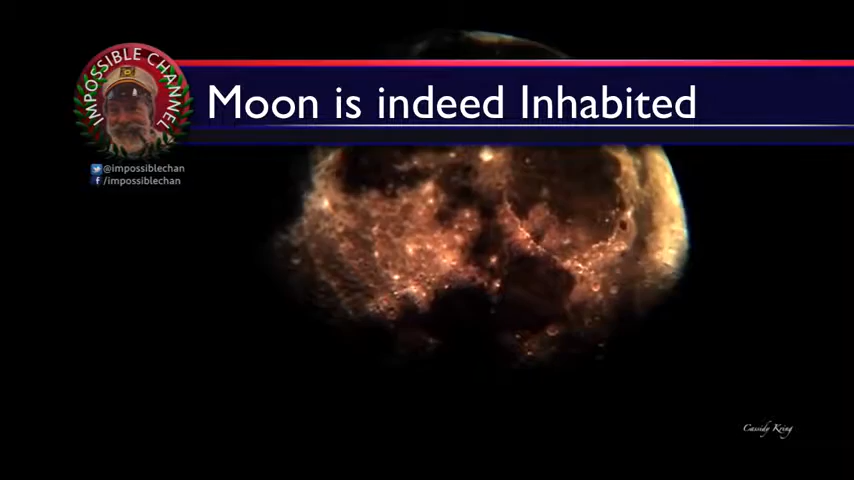 IMPOSSIBLE CHANNEL
Moon is indeed Inhabited
@impossiblechan
f/impossiblechan
Cassidy Kring